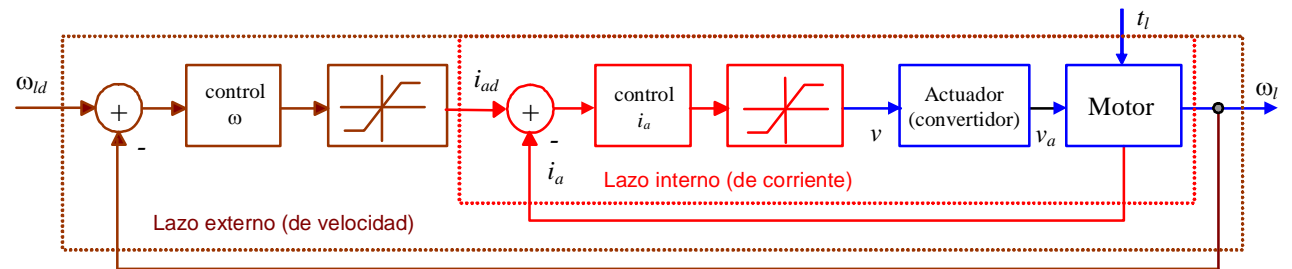 t_l
ω_ld
+
-
control
ω
i_ad
+
-
i_a
control
i_a
v
Actuador
(convertidor)
v_a
Motor
ω_l
Lazo interno (de corriente)
Lazo externo (de velocidad)